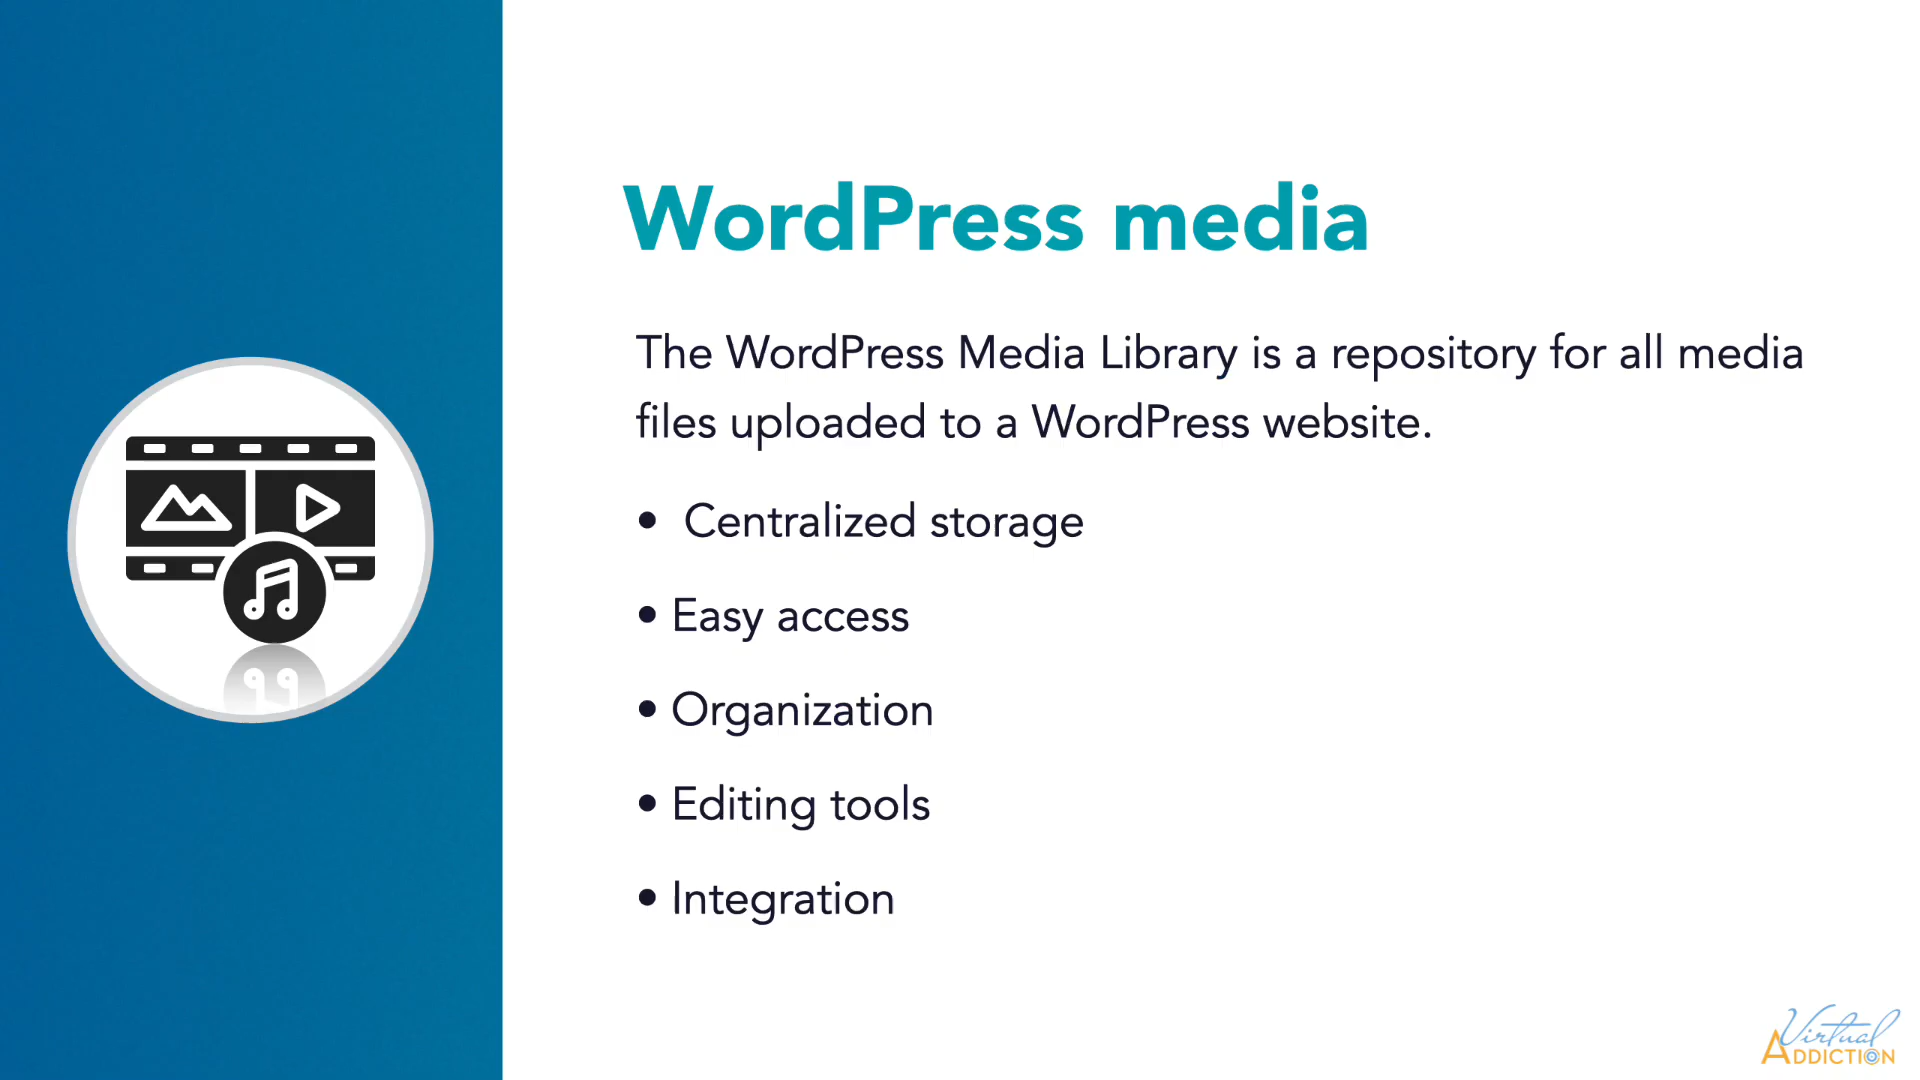 WordPress media
The WordPress Media Library is a repository for all media
files uploaded to a WordPress website.
• Centralized storage
• Easy access
• Organization
• Editing tools
• Integration
Virtual
ADDICTION